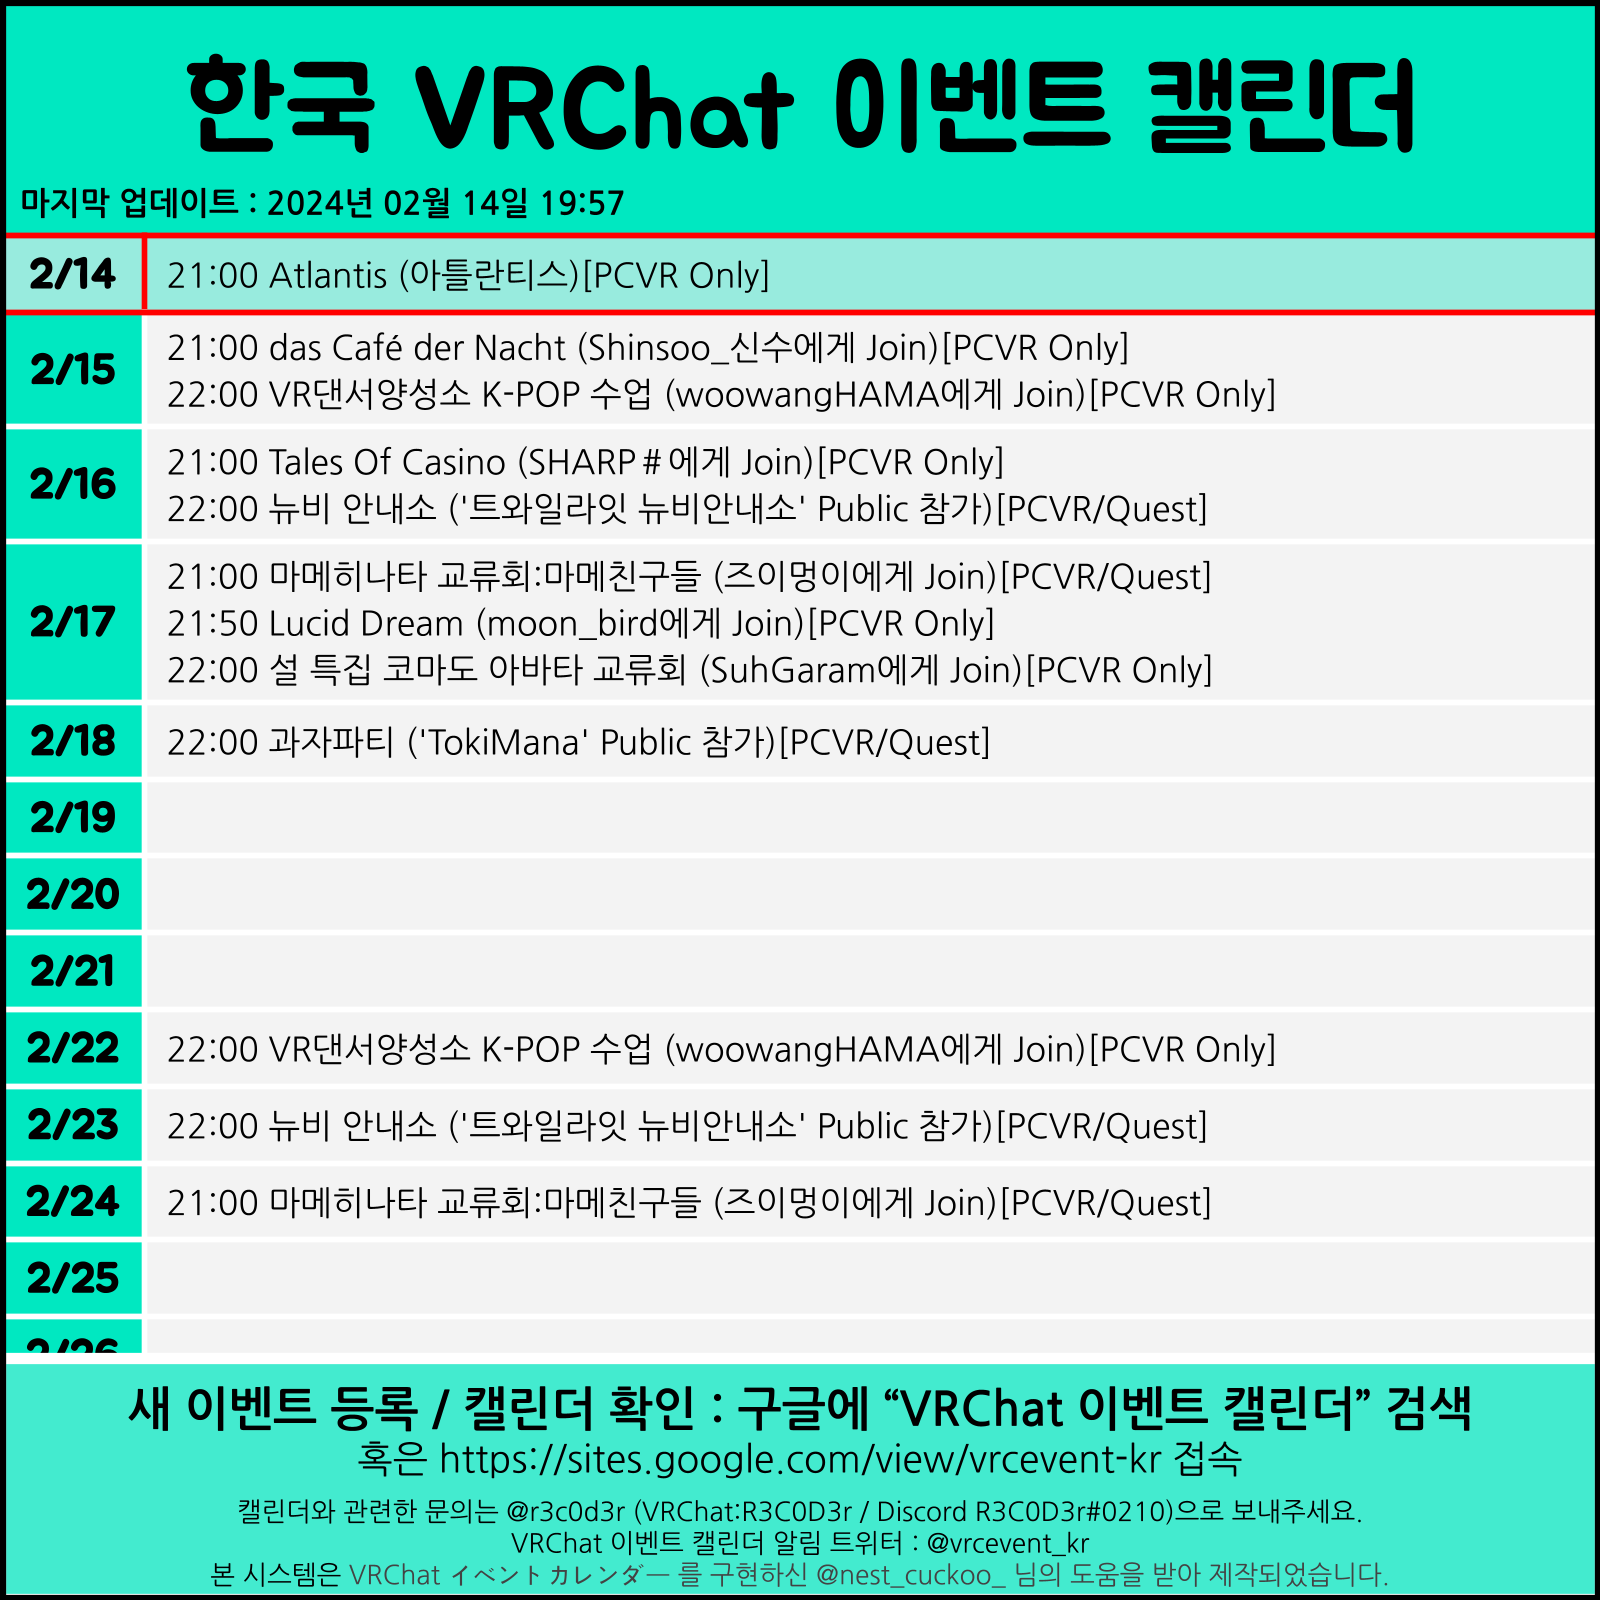 한국 VRChat 이벤트 캘린더
마지막 업데이트 : 2024년 02월 14일 19:57
2/14
21:00 Atlantis (아틀란티스)[PCVR Only]
2/15
21:00 das Café der Nacht (Shinsoo_신수에게 Join)[PCVR Only]
22:00 VR댄서양성소 K-POP 수업 (woowangHAMA에게 Join)[PCVR Only]
2/16
21:00 Tales Of Casino (SHARP＃에게 Join)[PCVR Only]
22:00 뉴비 안내소 ('트와일라잇 뉴비안내소' Public 참가)[PCVR/Quest]
2/17
21:00 마메히나타 교류회:마메친구들 (즈이멍이에게 Join)[PCVR/Quest]
21:50 Lucid Dream (moon_bird에게 Join)[PCVR Only]
22:00 설 특집 코마도 아바타 교류회 (SuhGaram에게 Join)[PCVR Only]
2/18
22:00 과자파티 ('TokiMana' Public 참가)[PCVR/Quest]
2/19
2/20
2/21
2/22
22:00 VR댄서양성소 K-POP 수업 (woowangHAMA에게 Join)[PCVR Only]
2/23
22:00 뉴비 안내소 ('트와일라잇 뉴비안내소' Public 참가)[PCVR/Quest]
2/24
21:00 마메히나타 교류회:마메친구들 (즈이멍이에게 Join)[PCVR/Quest]
2/25
2/26
새 이벤트 등록 / 캘린더 확인 : 구글에 “VRChat 이벤트 캘린더” 검색
혹은 https://sites.google.com/view/vrcevent-kr 접속
캘린더와 관련한 문의는 @r3c0d3r (VRChat:R3C0D3r / Discord R3C0D3r#0210)으로 보내주세요.
VRChat 이벤트 캘린더 알림 트위터 : @vrcevent_kr
본 시스템은 VRChat イベントカレンダー 를 구현하신 @nest_cuckoo_ 님의 도움을 받아 제작되었습니다.